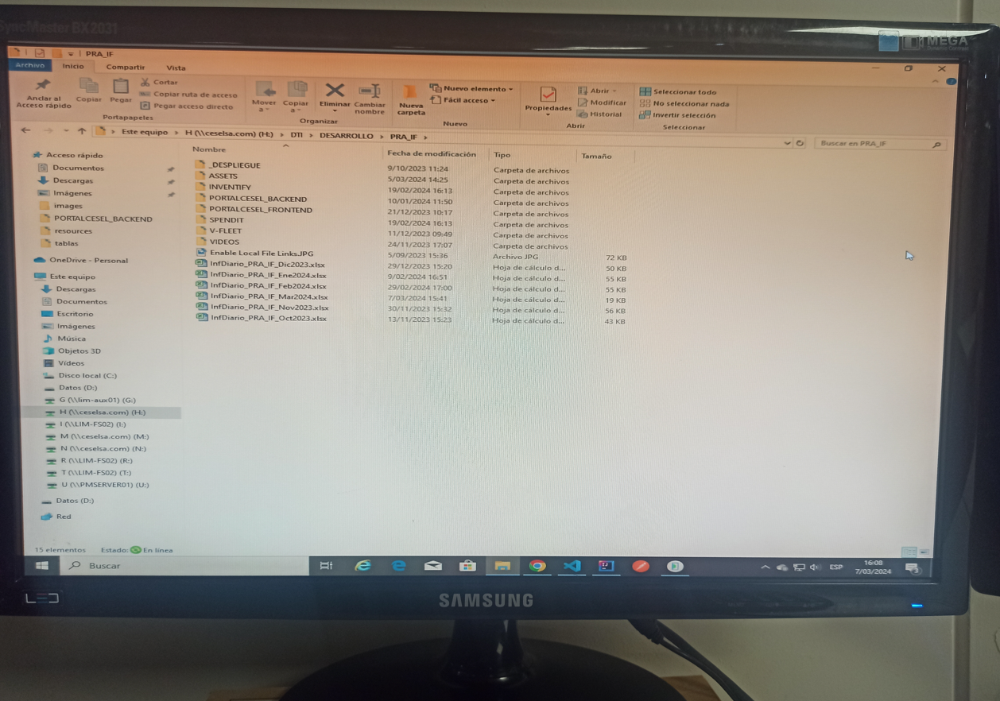 SyncMaster BX2031
MEGA
Dynamic Contrast
PRA_IF
Archivo Inicio Compartir Vista
Anclar al Acceso rápido
Copiar
Pegar
Cortar
Copiar ruta de acceso
Pegar acceso directo
Portapapeles
Mover a
Copiar a
Eliminar
Cambiar nombre
Organizar
Nueva carpeta
Nuevo elemento
Fácil acceso
Nuevo
Propiedades
Abrir
Modificar
Historial
Abrir
Seleccionar todo
No seleccionar nada
Invertir selección
Seleccionar
Este equipo > H (\\ceselsa.com) (H:) > DTI > DESARROLLO > PRA_IF >
Buscar en PRA_IF
Acceso rápido
Documentos
Descargas
Imágenes
images
PORTALCESEL_BACKEND
resources
tablas
OneDrive - Personal
Este equipo
Descargas
Documentos
Escritorio
Imágenes
Música
Objetos 3D
Vídeos
Disco local (C:)
Datos (D:)
G (\\lim-aux01) (G:)
H (\\ceselsa.com) (H:)
I (\\LIM-FS02) (I:)
M (\\ceselsa.com) (M:)
N (\\ceselsa.com) (N:)
R (\\LIM-FS02) (R:)
T (\\LIM-FS02) (T:)
U (\\PMSERVER01) (U:)
Datos (D:)
Red
Nombre Fecha de modificación Tipo Tamaño
_DESPLIEGUE 9/10/2023 11:24 Carpeta de archivos
ASSETS 5/03/2024 14:25 Carpeta de archivos
INVENTIFY 19/02/2024 16:13 Carpeta de archivos
PORTALCESEL_BACKEND 10/01/2024 11:50 Carpeta de archivos
PORTALCESEL_FRONTEND 21/12/2023 10:17 Carpeta de archivos
SPENDIT 19/02/2024 16:13 Carpeta de archivos
V-FLEET 11/12/2023 09:49 Carpeta de archivos
VIDEOS 24/11/2023 17:07 Carpeta de archivos
Enable Local File Links.JPG 5/09/2023 15:36 Archivo JPG 72 KB
InfDiario_PRA_IF_Dic2023.xlsx 29/12/2023 15:20 Hoja de cálculo d... 50 KB
InfDiario_PRA_IF_Ene2024.xlsx 9/02/2024 16:51 Hoja de cálculo d... 55 KB
InfDiario_PRA_IF_Feb2024.xlsx 29/02/2024 17:00 Hoja de cálculo d... 55 KB
InfDiario_PRA_IF_Mar2024.xlsx 7/03/2024 15:41 Hoja de cálculo d... 19 KB
InfDiario_PRA_IF_Nov2023.xlsx 30/11/2023 15:32 Hoja de cálculo d... 56 KB
InfDiario_PRA_IF_Oct2023.xlsx 13/11/2023 15:23 Hoja de cálculo d... 43 KB
15 elementos Estado: En línea
Buscar
ESP
16:08
7/03/2024
3
LED
SAMSUNG